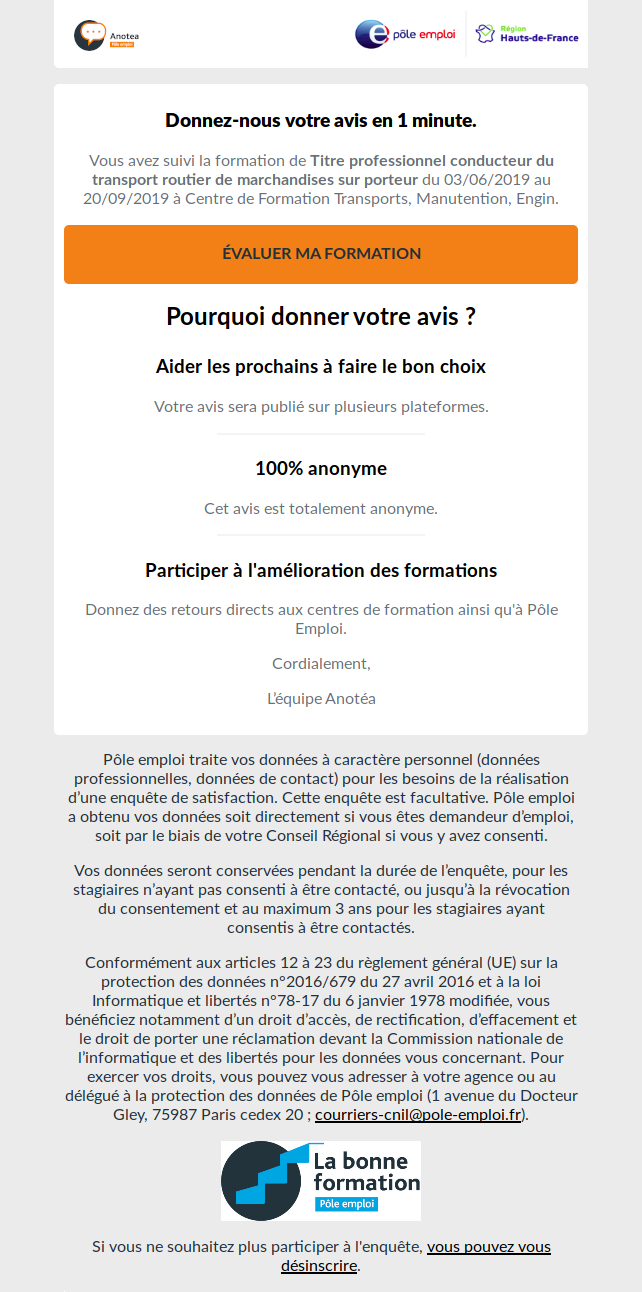 Anotea
Pôle emploi
pôle emploi
Région
Hauts-de-France
Donnez-nous votre avis en 1 minute.
Vous avez suivi la formation de Titre professionnel conducteur du
transport routier de marchandises sur porteur du 03/06/2019 au
20/09/2019 à Centre de Formation Transports, Manutention, Engin.
ÉVALUER MA FORMATION
Pourquoi donner votre avis ?
Aider les prochains à faire le bon choix
Votre avis sera publié sur plusieurs plateformes.
100% anonyme
Cet avis est totalement anonyme.
Participer à l'amélioration des formations
Donnez des retours directs aux centres de formation ainsi qu'à Pôle
Emploi.
Cordialement,
L’équipe Anotéa
Pôle emploi traite vos données à caractère personnel (données
professionnelles, données de contact) pour les besoins de la réalisation
d’une enquête de satisfaction. Cette enquête est facultative. Pôle emploi
a obtenu vos données soit directement si vous êtes demandeur d’emploi,
soit par le biais de votre Conseil Régional si vous y avez consenti.
Vos données seront conservées pendant la durée de l’enquête, pour les
stagiaires n’ayant pas consenti à être contacté, ou jusqu’à la révocation
du consentement et au maximum 3 ans pour les stagiaires ayant
consentis à être contactés.
Conformément aux articles 12 à 23 du règlement général (UE) sur la
protection des données n°2016/679 du 27 avril 2016 et à la loi
Informatique et libertés n°78-17 du 6 janvier 1978 modifiée, vous
bénéficiez notamment d’un droit d’accès, de rectification, d’effacement et
le droit de porter une réclamation devant la Commission nationale de
l’informatique et des libertés pour les données vous concernant. Pour
exercer vos droits, vous pouvez vous adresser à votre agence ou au
délégué à la protection des données de Pôle emploi (1 avenue du Docteur
Gley, 75987 Paris cedex 20 ; courriers-cnil@pole-emploi.fr).
La bonne
formation
Pôle emploi
Si vous ne souhaitez plus participer à l'enquête, vous pouvez vous
désinscrire.